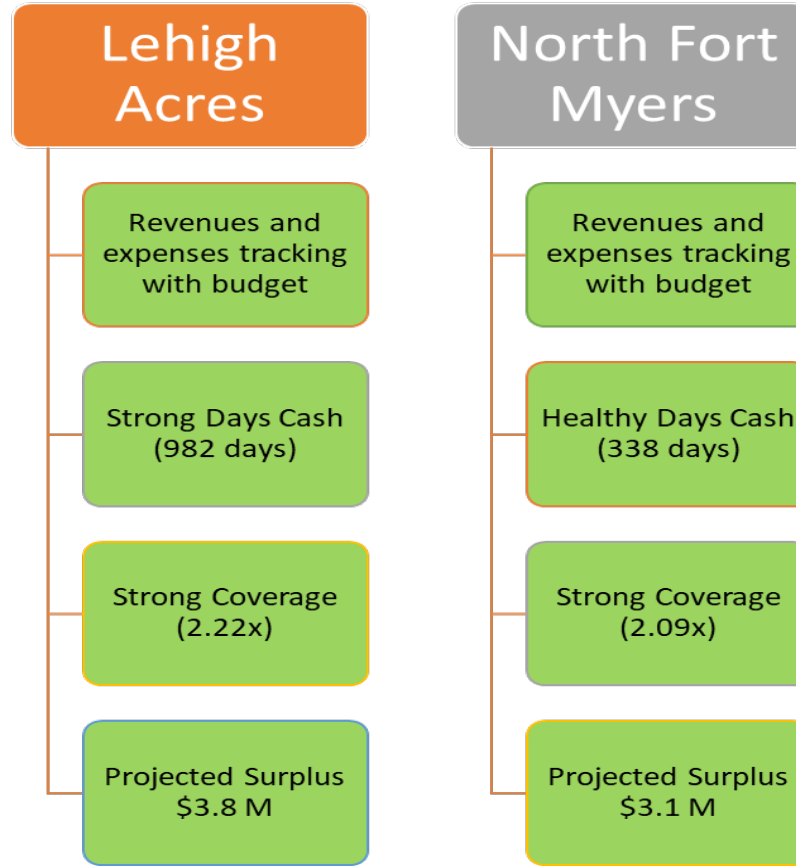 Lehigh
Acres
Revenues and
expenses tracking
with budget
Strong Days Cash
(982 days)
Strong Coverage
(2.22x)
Projected Surplus
$3.8 M
North Fort
Myers
Revenues and
expenses tracking
with budget
Healthy Days Cash
(338 days)
Strong Coverage
(2.09x)
Projected Surplus
$3.1 M